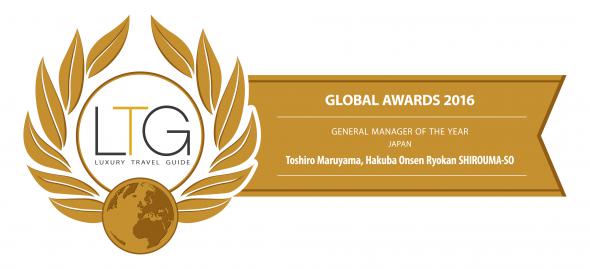 LTG
LUXURY TRAVEL GUIDE
GLOBAL AWARDS 2016
GENERAL MANAGER OF THE YEAR
JAPAN
Toshiro Maruyama, Hakuba Onsen Ryokan SHIROUMA-SO